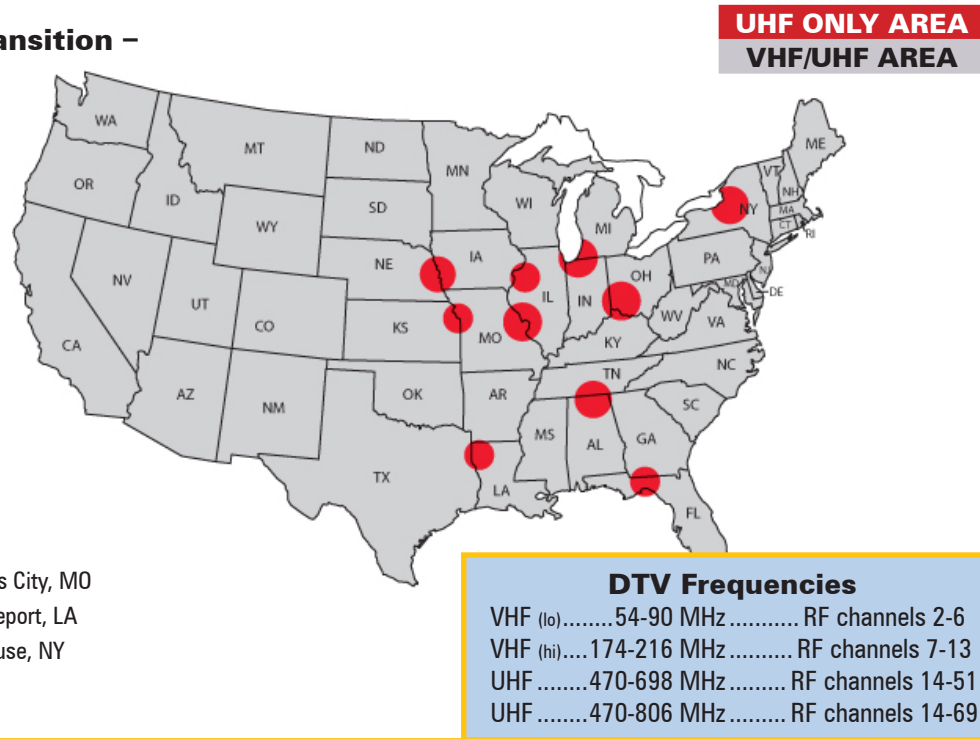 ansition –
UHF ONLY AREA
VHF/UHF AREA
WA
MT
ND
MN
ME
OR
ID
SD
WI
MI
VT
NH
NY
MA
CT
RI
WY
NE
IA
PA
NJ
NV
UT
CO
KS
MO
IL
IN
OH
MD
DE
WV
VA
CA
KY
AZ
NM
OK
AR
TN
NC
SC
TX
LA
MS
AL
GA
FL
s City, MO
eport, LA
use, NY
DTV Frequencies
VHF (lo)........54-90 MHz........... RF channels 2-6
VHF (hi)....174-216 MHz.......... RF channels 7-13
UHF ........470-698 MHz......... RF channels 14-51
UHF ........470-806 MHz......... RF channels 14-69